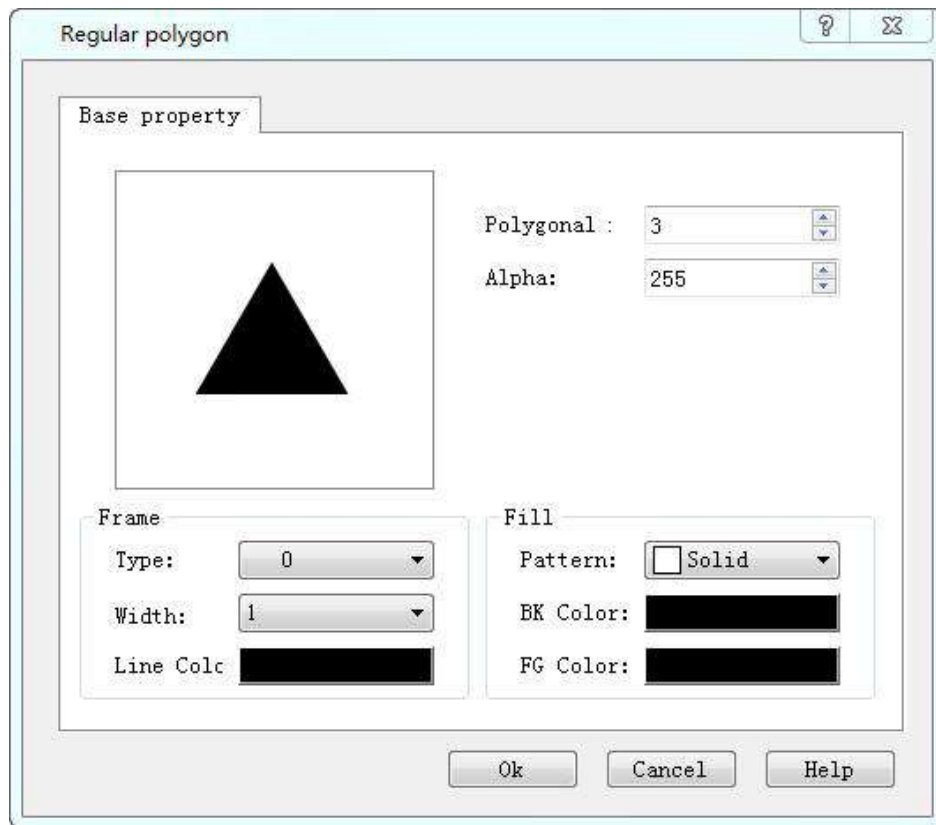 Regular polygon
Base property
Polygonal : 3
Alpha: 255
Frame
Type: 0
Width: 1
Line Colc
Fill
Pattern: Solid
BK Color:
FG Color:
Ok Cancel Help